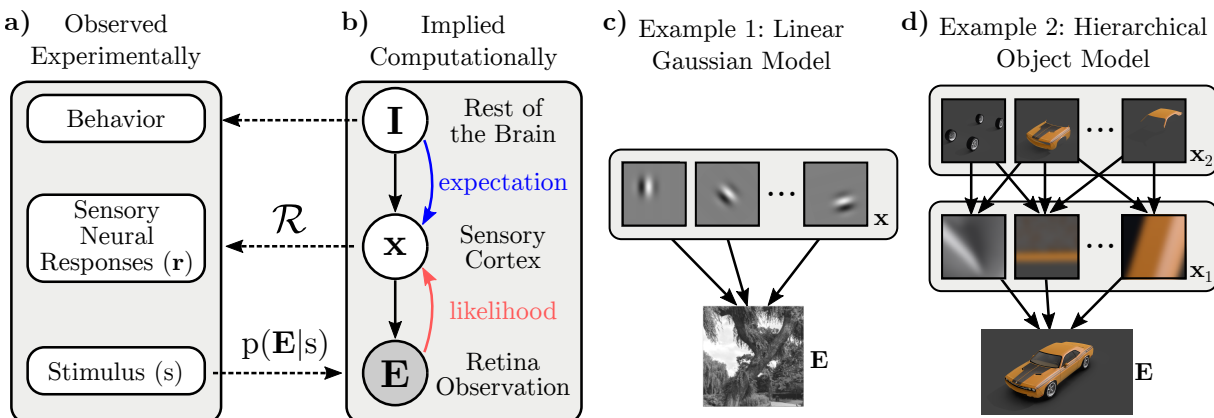 a) Observed
Experimentally
Behavior
Sensory
Neural
Responses (r)
Stimulus (s)
ℛ
p(E|s)
b) Implied
Computationally
I
Rest of
the Brain
expectation
x
Sensory
Cortex
likelihood
E
Retina
Observation
c) Example 1: Linear
Gaussian Model
...
x
E
d) Example 2: Hierarchical
Object Model
...
x₂
...
x₁
E